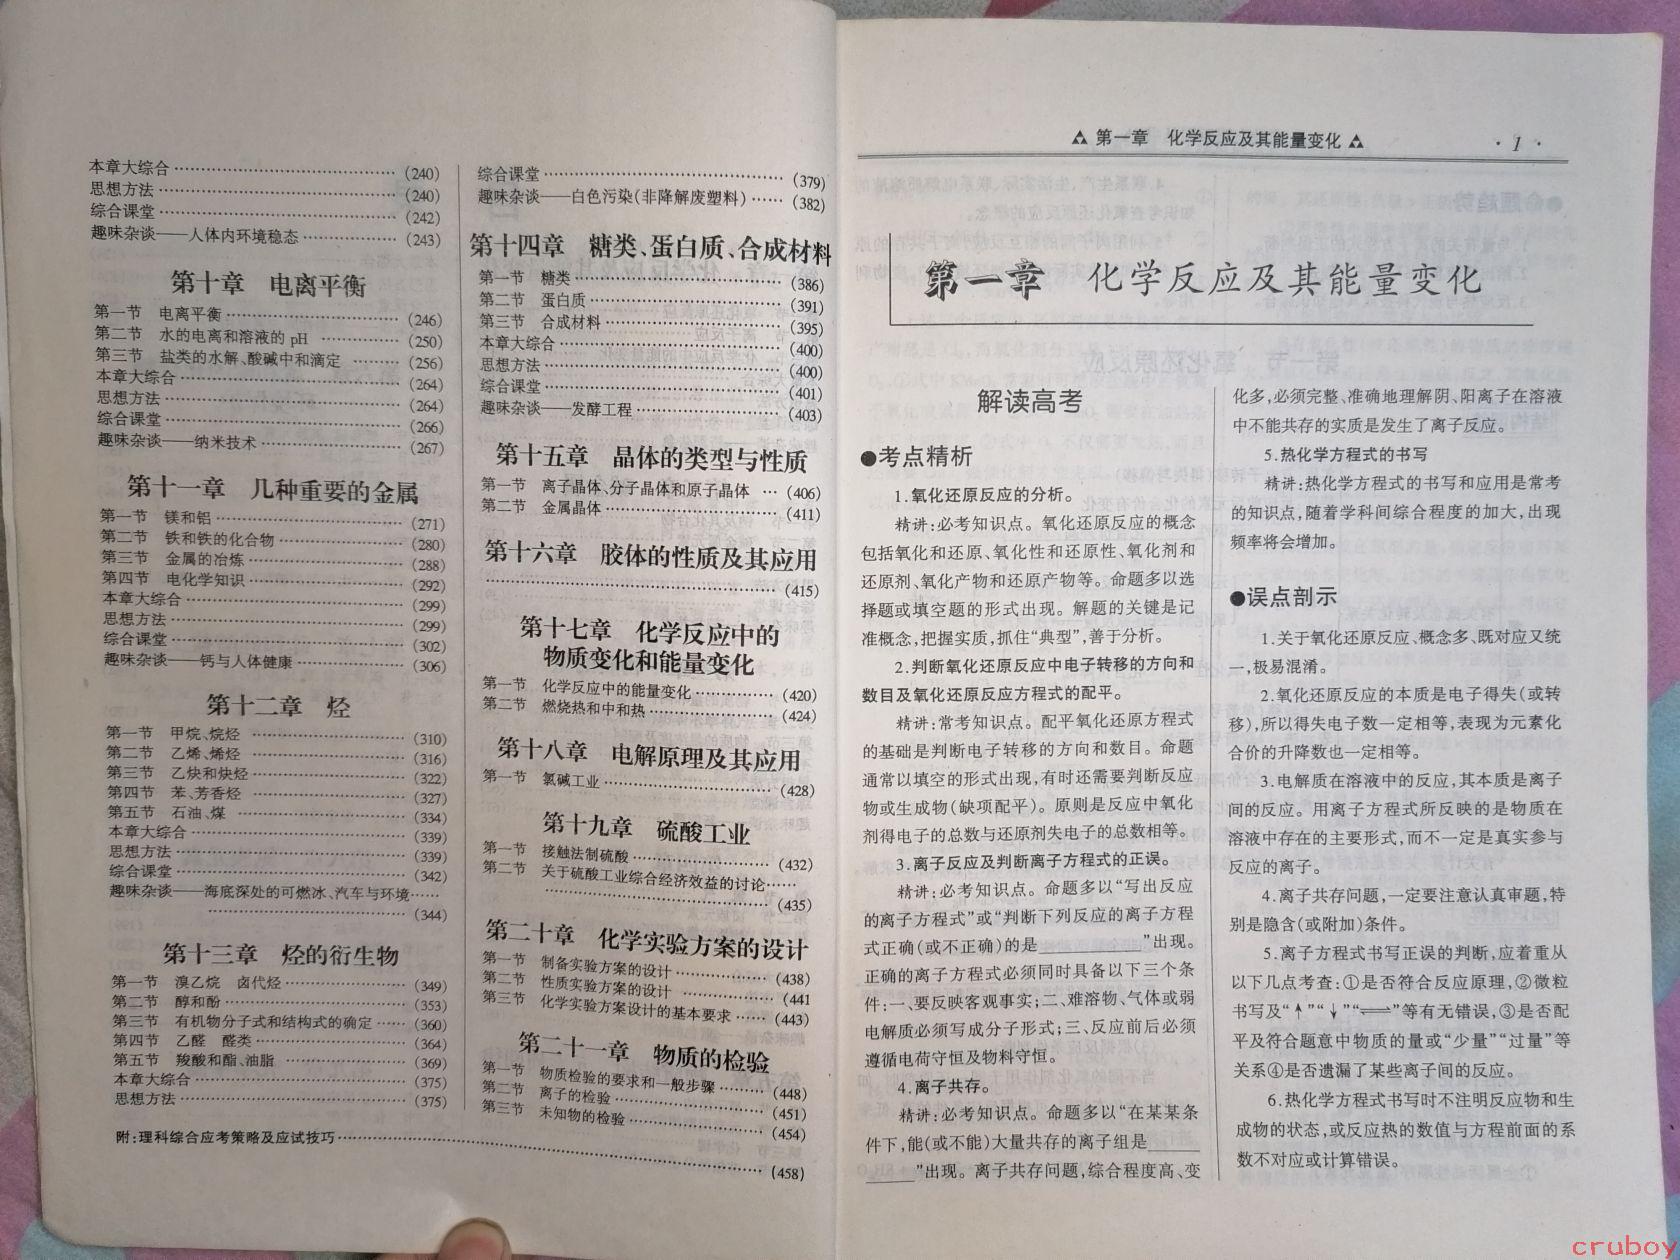 本章大综合……………………………(240)
思想方法………………………………(240)
综合课堂………………………………(242)
趣味杂谈——人体内环境稳态…………(243)
第十章　电离平衡
第一节　电离平衡………………………(246)
第二节　水的电离和溶液的 pH ………(250)
第三节　盐类的水解、酸碱中和滴定 …(256)
本章大综合……………………………(264)
思想方法………………………………(264)
综合课堂………………………………(266)
趣味杂谈——纳米技术…………………(267)
第十一章　几种重要的金属
第一节　镁和铝…………………………(271)
第二节　铁和铁的化合物………………(280)
第三节　金属的冶炼……………………(288)
第四节　电化学知识……………………(292)
本章大综合……………………………(299)
思想方法………………………………(299)
综合课堂………………………………(302)
趣味杂谈——钙与人体健康……………(306)
第十二章　烃
第一节　甲烷、烷烃 ……………………(310)
第二节　乙烯、烯烃 ……………………(316)
第三节　乙炔和炔烃……………………(322)
第四节　苯、芳香烃 ……………………(327)
第五节　石油、煤 ………………………(334)
本章大综合……………………………(339)
思想方法………………………………(339)
综合课堂………………………………(342)
趣味杂谈——海底深处的可燃冰、汽车与环境……
………………………………………(344)
第十三章　烃的衍生物
第一节　溴乙烷　卤代烃………………(349)
第二节　醇和酚…………………………(353)
第三节　有机物分子式和结构式的确定……(360)
第四节　乙醛　醛类……………………(364)
第五节　羧酸和酯、油脂 ………………(369)
本章大综合……………………………(375)
思想方法………………………………(375)
附:理科综合应考策略及应试技巧………………………………(458)
综合课堂………………………………(379)
趣味杂谈——白色污染(非降解废塑料)……(382)
第十四章　糖类、蛋白质、合成材料
第一节　糖类……………………………(386)
第二节　蛋白质…………………………(391)
第三节　合成材料………………………(395)
本章大综合……………………………(400)
思想方法………………………………(400)
综合课堂………………………………(401)
趣味杂谈——发酵工程…………………(403)
第十五章　晶体的类型与性质
第一节　离子晶体、分子晶体和原子晶体 …(406)
第二节　金属晶体………………………(411)
第十六章　胶体的性质及其应用
………………………………………(415)
第十七章　化学反应中的
物质变化和能量变化
第一节　化学反应中的能量变化…………(420)
第二节　燃烧热和中和热………………(424)
第十八章　电解原理及其应用
第一节　氯碱工业………………………(428)
第十九章　硫酸工业
第一节　接触法制硫酸…………………(432)
第二节　关于硫酸工业综合经济效益的讨论……
………………………………………(435)
第二十章　化学实验方案的设计
第一节　制备实验方案的设计……………(438)
第二节　性质实验方案的设计 …………(441
第三节　化学实验方案设计的基本要求……(443)
第二十一章　物质的检验
第一节　物质检验的要求和一般步骤………(448)
第二节　离子的检验……………………(451)
第三节　未知物的检验…………………(454)
第一章　化学反应及其能量变化
· 1 ·
第一章　化学反应及其能量变化
解读高考
●考点精析
1.氧化还原反应的分析。
精讲:必考知识点。氧化还原反应的概念
包括氧化和还原、氧化性和还原性、氧化剂和
还原剂、氧化产物和还原产物等。命题多以选
择题或填空题的形式出现。解题的关键是记
准概念,把握实质,抓住“典型”,善于分析。
2.判断氧化还原反应中电子转移的方向和
数目及氧化还原反应方程式的配平。
精讲:常考知识点。配平氧化还原方程式
的基础是判断电子转移的方向和数目。命题
通常以填空的形式出现,有时还需要判断反应
物或生成物(缺项配平)。原则是反应中氧化
剂得电子的总数与还原剂失电子的总数相等。
3.离子反应及判断离子方程式的正误。
精讲:必考知识点。命题多以“写出反应
的离子方程式”或“判断下列反应的离子方程
式正确(或不正确)的是________”出现。
正确的离子方程式必须同时具备以下三个条
件:一、要反映客观事实;二、难溶物、气体或弱
电解质必须写成分子形式;三、反应前后必须
遵循电荷守恒及物料守恒。
4.离子共存。
精讲:必考知识点。命题多以“在某某条
件下,能(或不能)大量共存的离子组是____
____”出现。离子共存问题,综合程度高、变
化多,必须完整、准确地理解阴、阳离子在溶液
中不能共存的实质是发生了离子反应。
5.热化学方程式的书写
精讲:热化学方程式的书写和应用是常考
的知识点,随着学科间综合程度的加大,出现
频率将会增加。
●误点剖示
1.关于氧化还原反应、概念多、既对应又统
一,极易混淆。
2.氧化还原反应的本质是电子得失(或转
移),所以得失电子数一定相等,表现为元素化
合价的升降数也一定相等。
3.电解质在溶液中的反应,其本质是离子
间的反应。用离子方程式所反映的是物质在
溶液中存在的主要形式,而不一定是真实参与
反应的离子。
4.离子共存问题,一定要注意认真审题,特
别是隐含(或附加)条件。
5.离子方程式书写正误的判断,应着重从
以下几点考查:①是否符合反应原理,②微粒
书写及“↑”“↓”“⇌”等有无错误,③是否配
平及符合题意中物质的量或“少量”“过量”等
关系④是否遗漏了某些离子间的反应。
6.热化学方程式书写时不注明反应物和生
成物的状态,或反应热的数值与方程前面的系
数不对应或计算错误。
cruboy